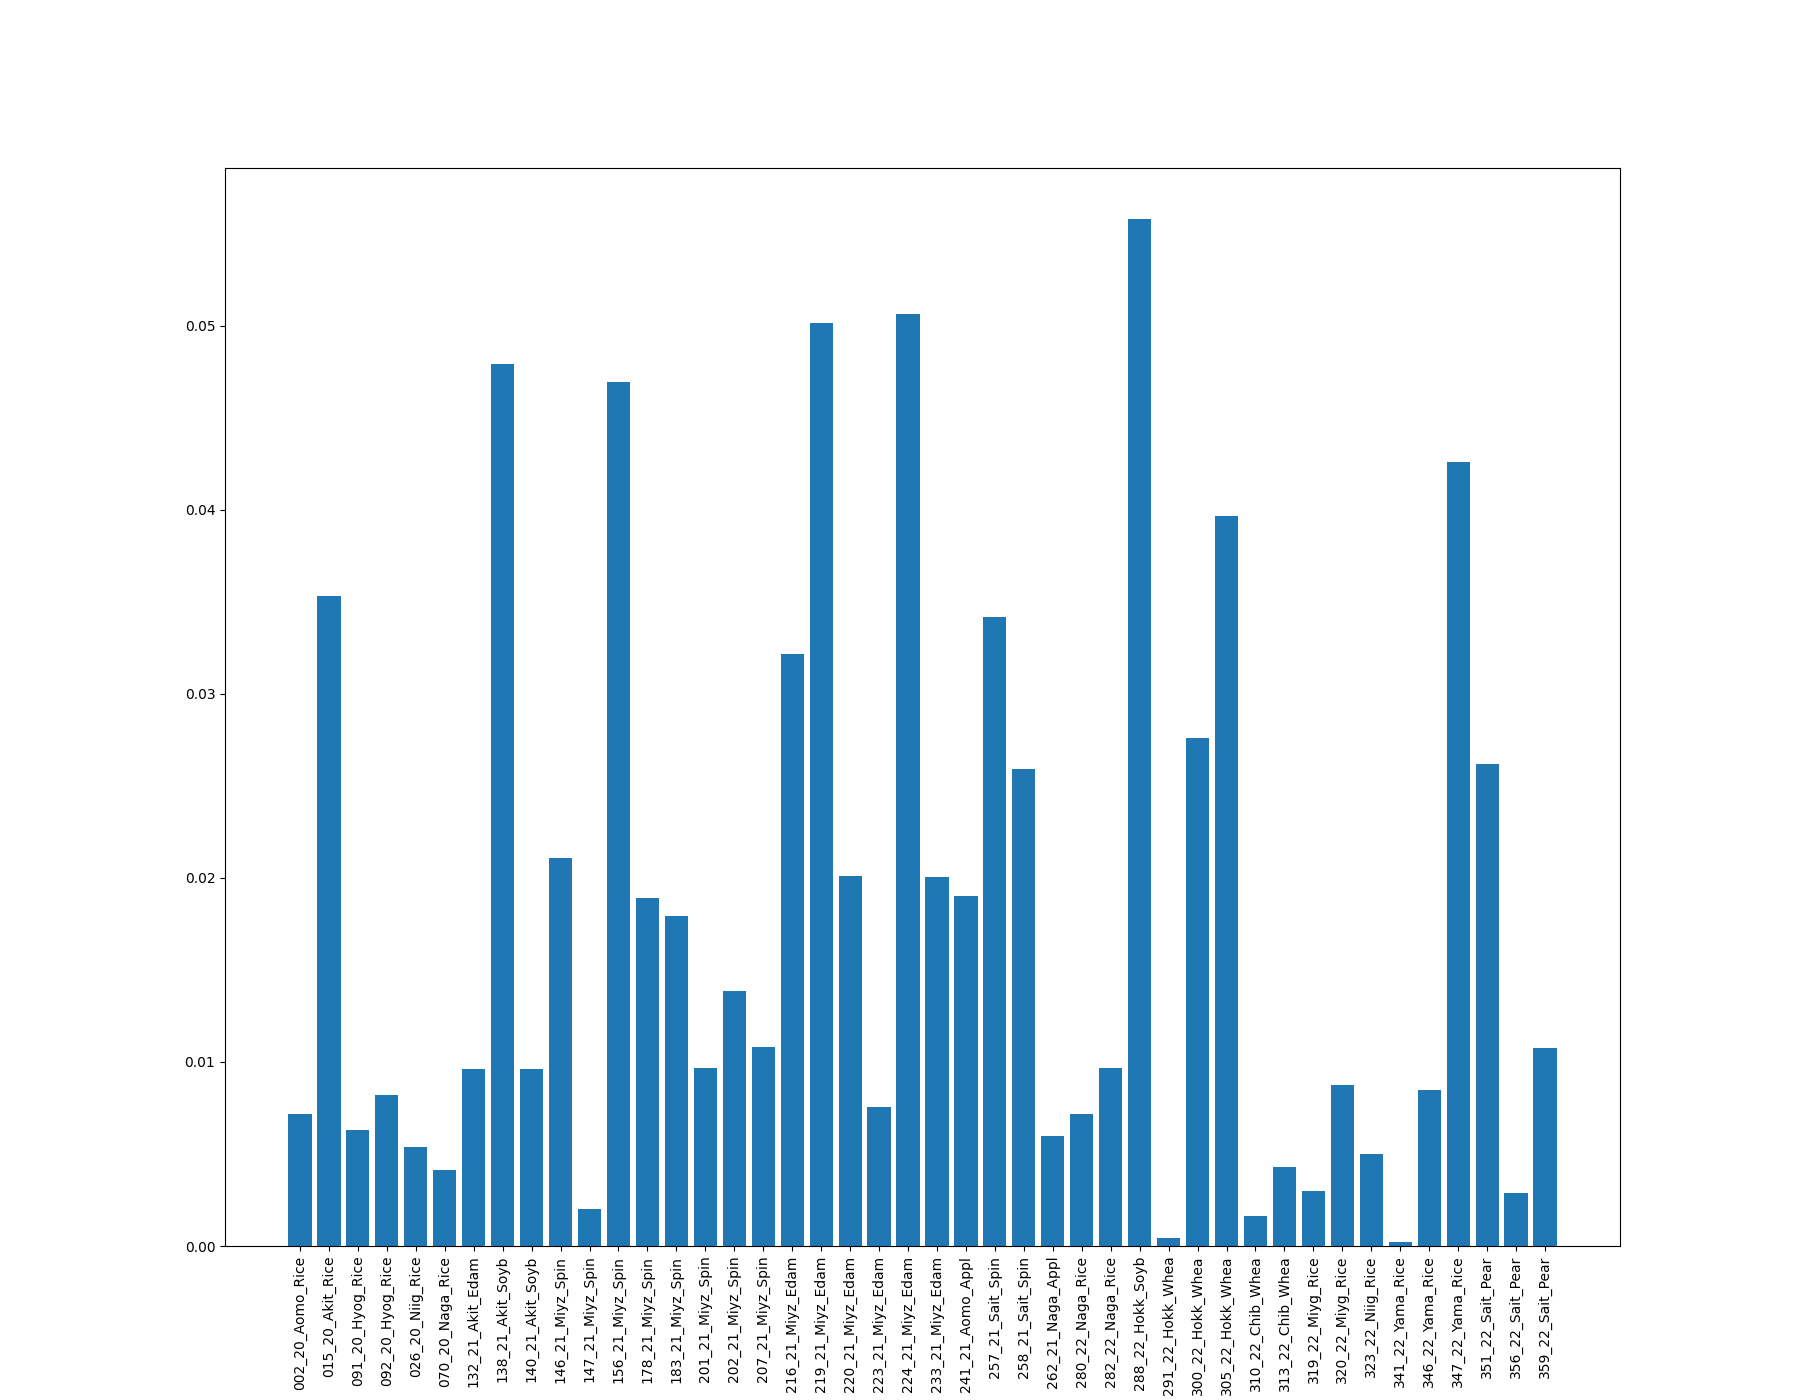 0.05
0.04
0.03
0.02
0.01
0.00
002_20_Aomo_Rice
015_20_Akit_Rice
091_20_Hyog_Rice
092_20_Hyog_Rice
026_20_Niig_Rice
070_20_Naga_Rice
132_21_Akit_Edam
138_21_Akit_Soyb
140_21_Akit_Soyb
146_21_Miyz_Spin
147_21_Miyz_Spin
156_21_Miyz_Spin
178_21_Miyz_Spin
183_21_Miyz_Spin
201_21_Miyz_Spin
202_21_Miyz_Spin
207_21_Miyz_Spin
216_21_Miyz_Edam
219_21_Miyz_Edam
220_21_Miyz_Edam
223_21_Miyz_Edam
224_21_Miyz_Edam
233_21_Miyz_Edam
241_21_Aomo_Appl
257_21_Sait_Spin
258_21_Sait_Spin
262_21_Naga_Appl
280_22_Naga_Rice
282_22_Naga_Rice
288_22_Hokk_Soyb
291_22_Hokk_Whea
300_22_Hokk_Whea
305_22_Hokk_Whea
310_22_Chib_Whea
313_22_Chib_Whea
319_22_Miyg_Rice
320_22_Miyg_Rice
323_22_Niig_Rice
341_22_Yama_Rice
346_22_Yama_Rice
347_22_Yama_Rice
351_22_Sait_Pear
356_22_Sait_Pear
359_22_Sait_Pear